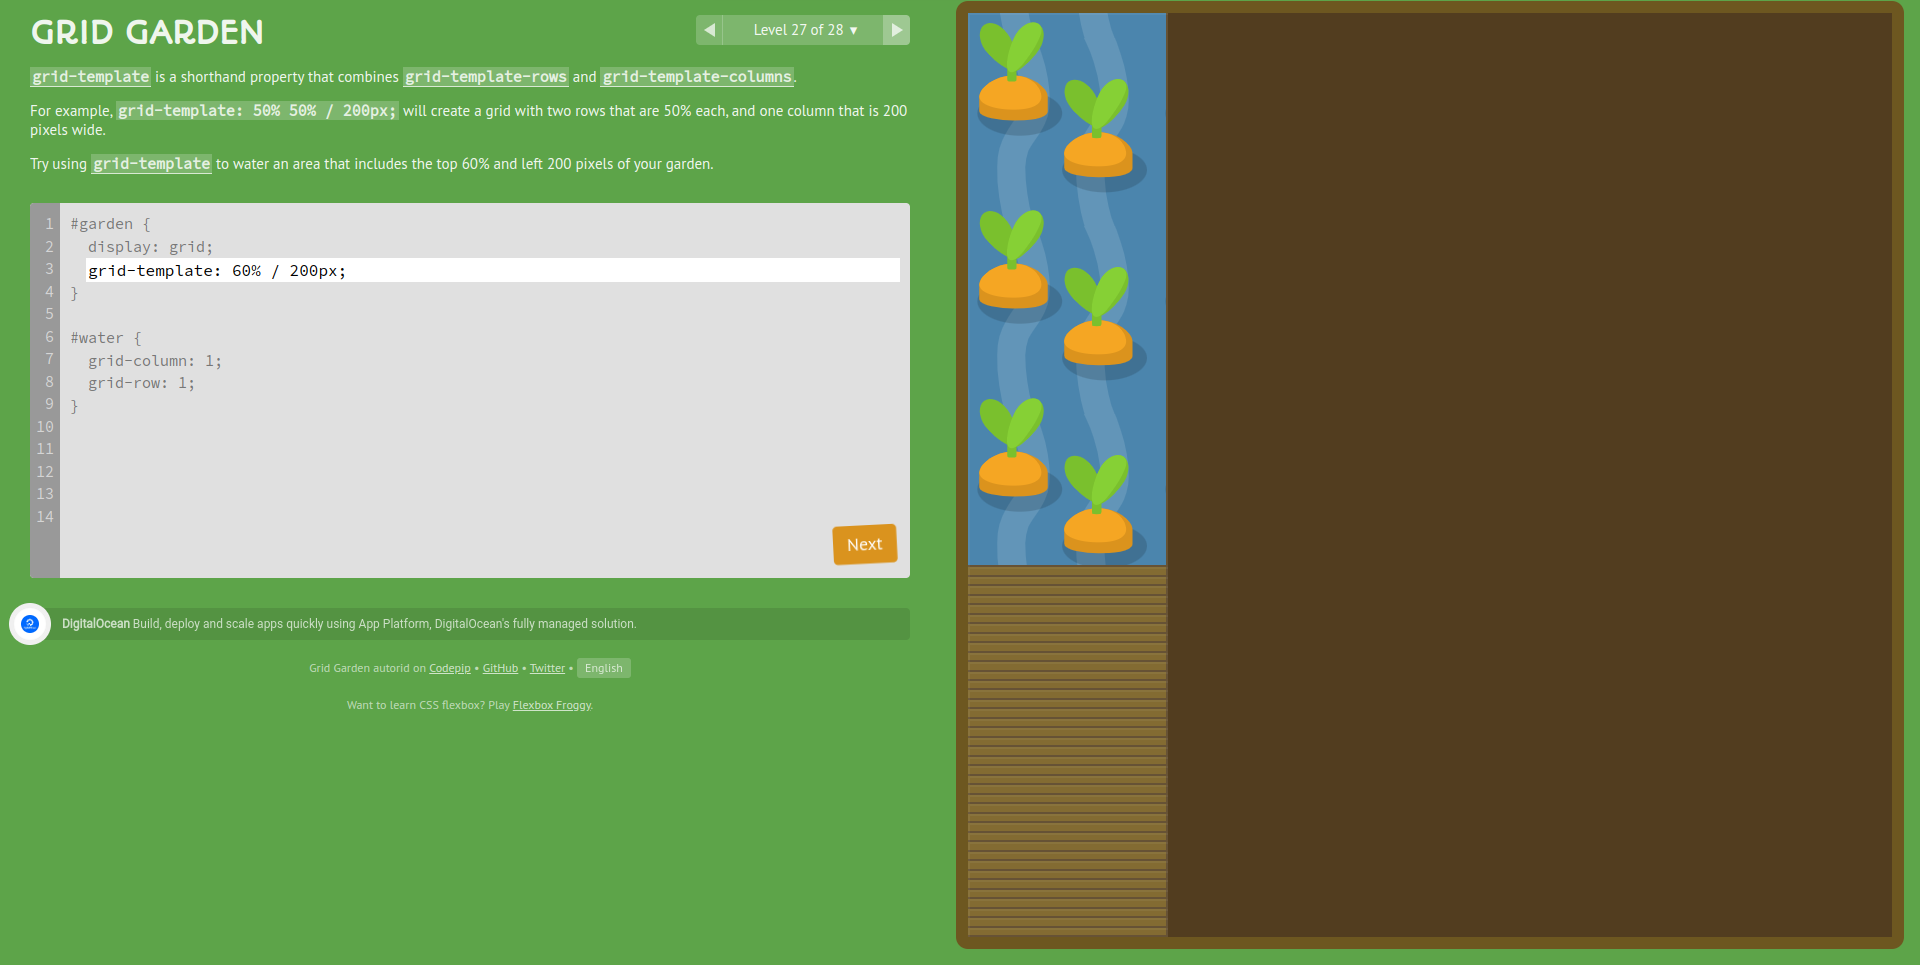 GRID GARDEN
◀ Level 27 of 28 ▼ ▶
grid-template is a shorthand property that combines grid-template-rows and grid-template-columns.
For example, grid-template: 50% 50% / 200px; will create a grid with two rows that are 50% each, and one column that is 200
pixels wide.
Try using grid-template to water an area that includes the top 60% and left 200 pixels of your garden.
1 #garden {
2 display: grid;
3 grid-template: 60% / 200px;
4 }
5
6 #water {
7 grid-column: 1;
8 grid-row: 1;
9 }
10
11
12
13
14
Next
DigitalOcean Build, deploy and scale apps quickly using App Platform, DigitalOcean's fully managed solution.
Grid Garden autorid on Codepip • GitHub • Twitter • English
Want to learn CSS flexbox? Play Flexbox Froggy.